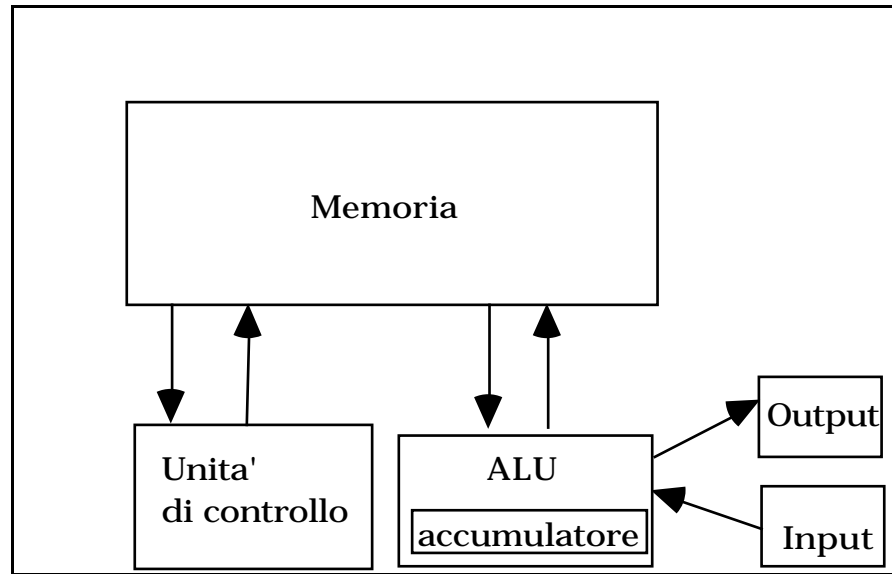 Memoria
Unita'
di controllo
ALU
accumulatore
Output
Input